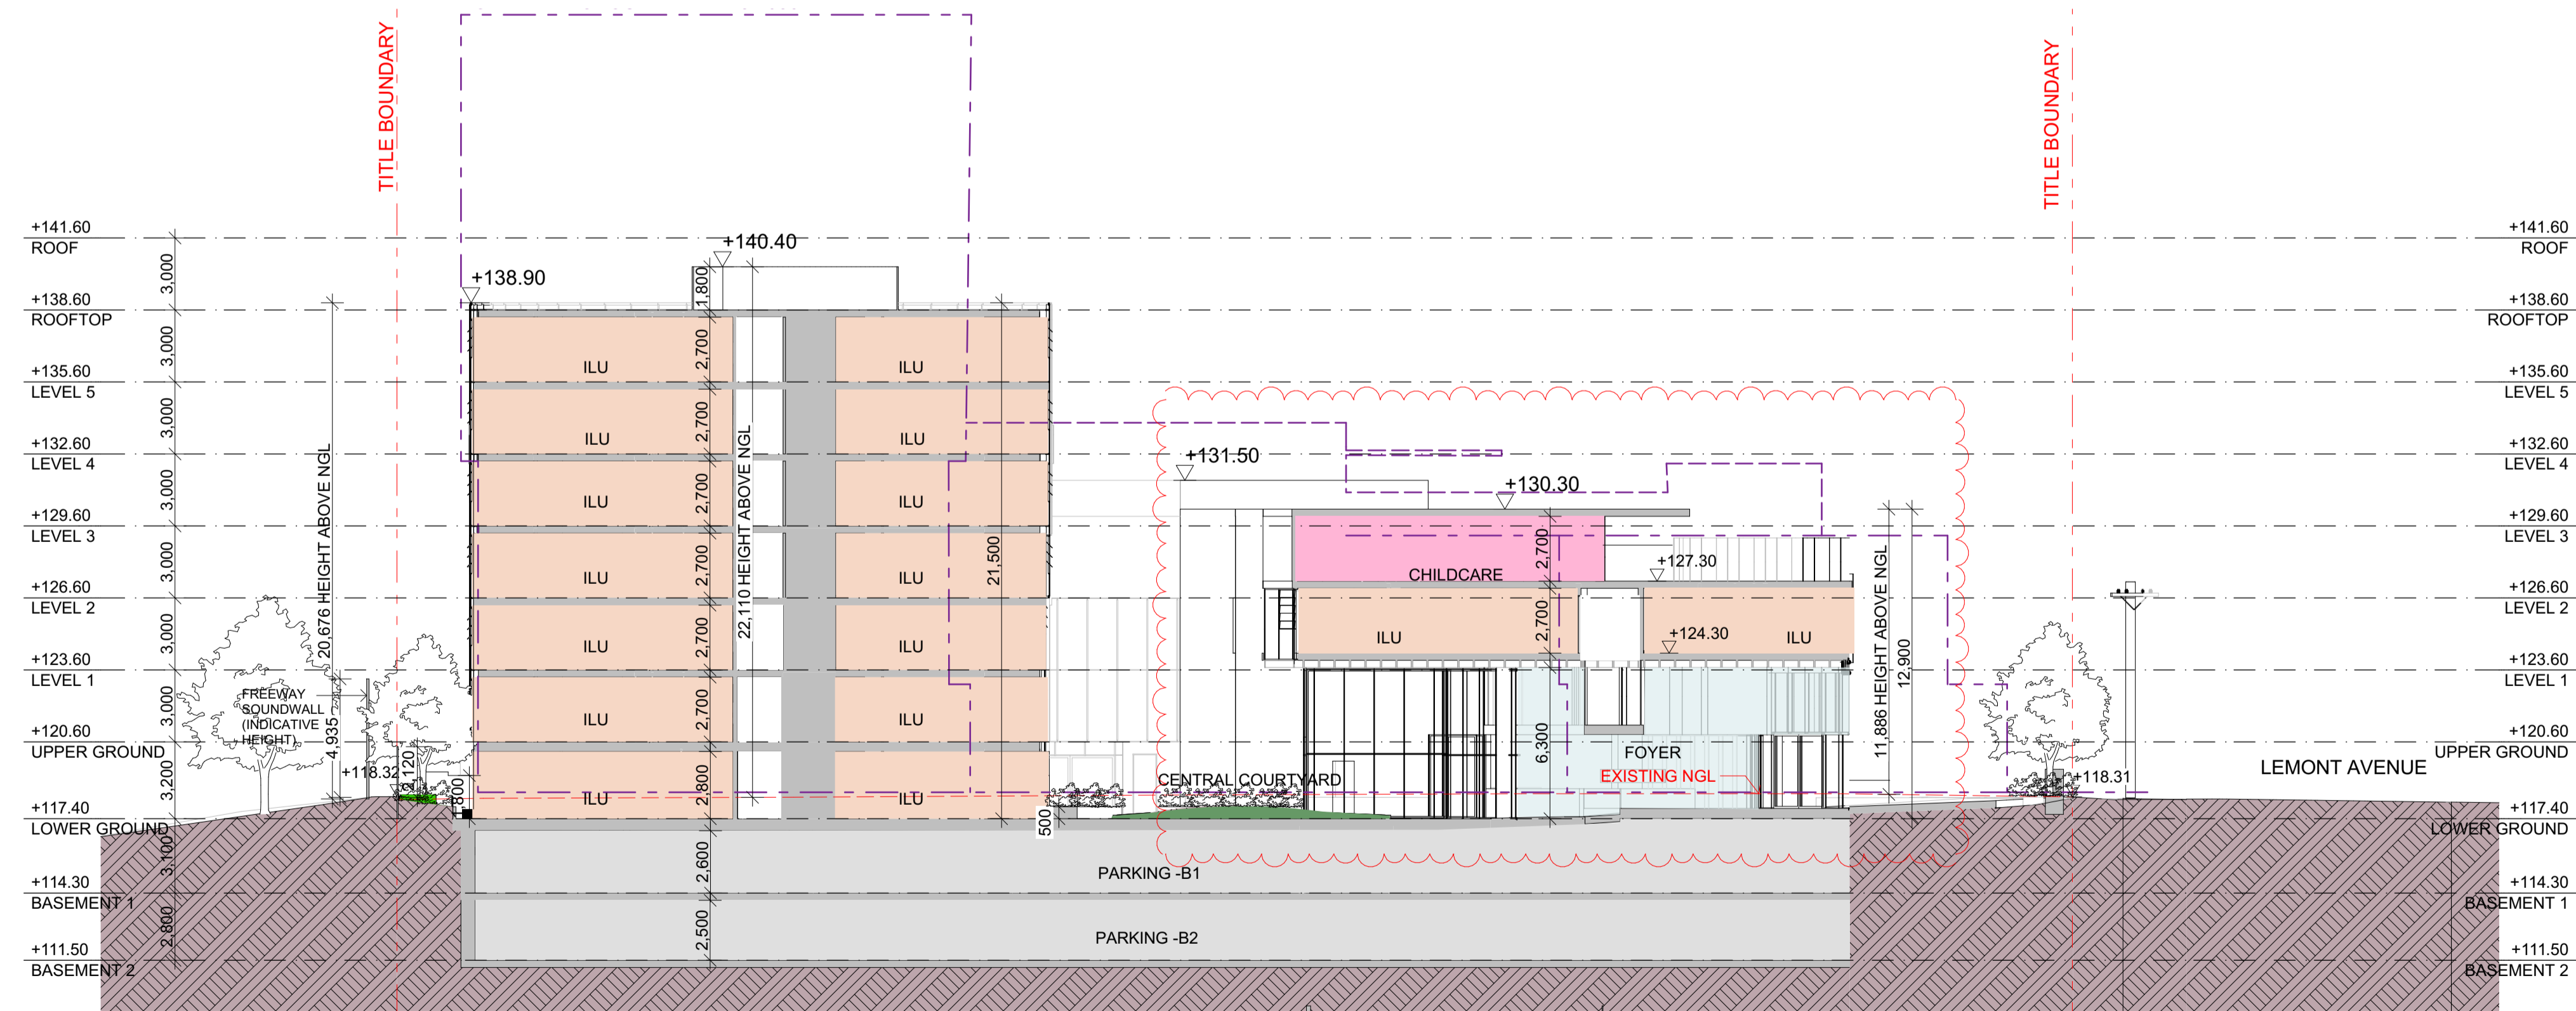 TITLE BOUNDARY
TITLE BOUNDARY
+141.60
ROOF
+138.60
ROOFTOP
+135.60
LEVEL 5
+132.60
LEVEL 4
+129.60
LEVEL 3
+126.60
LEVEL 2
+123.60
LEVEL 1
+120.60
UPPER GROUND
+117.40
LOWER GROUND
+114.30
BASEMENT 1
+111.50
BASEMENT 2
3,000
3,000
3,000
3,000
3,000
3,000
3,000
3,200
3,100
2,800
20,676 HEIGHT ABOVE NGL
FREEWAY
SOUNDWALL
(INDICATIVE
HEIGHT)
4,935
+118.32
2,120
800
+138.90
+140.40
1,800
ILU
2,700
ILU
ILU
2,700
ILU
ILU
2,700
ILU
ILU
2,700
ILU
ILU
2,700
ILU
ILU
2,700
ILU
ILU
2,800
ILU
22,110 HEIGHT ABOVE NGL
21,500
500
2,600
2,500
PARKING -B1
PARKING -B2
CENTRAL COURTYARD
+131.50
+130.30
CHILDCARE
2,700
+127.30
ILU
2,700
+124.30
ILU
6,300
FOYER
EXISTING NGL
11,886 HEIGHT ABOVE NGL
12,900
+118.31
LEMONT AVENUE
+141.60
ROOF
+138.60
ROOFTOP
+135.60
LEVEL 5
+132.60
LEVEL 4
+129.60
LEVEL 3
+126.60
LEVEL 2
+123.60
LEVEL 1
+120.60
UPPER GROUND
+117.40
LOWER GROUND
+114.30
BASEMENT 1
+111.50
BASEMENT 2